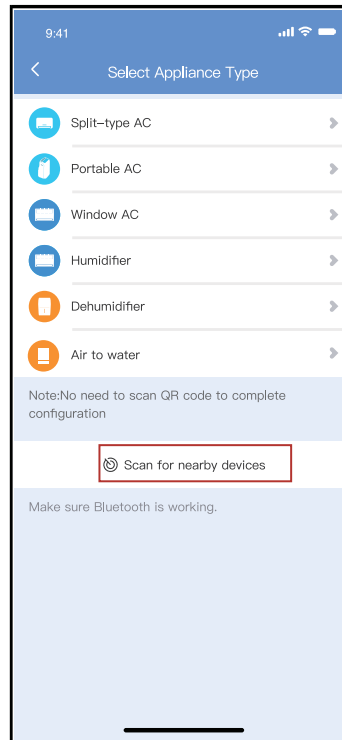 9:41
Select Appliance Type
Split-type AC
Portable AC
Window AC
Humidifier
Dehumidifier
Air to water
Note:No need to scan QR code to complete
configuration
Scan for nearby devices
Make sure Bluetooth is working.